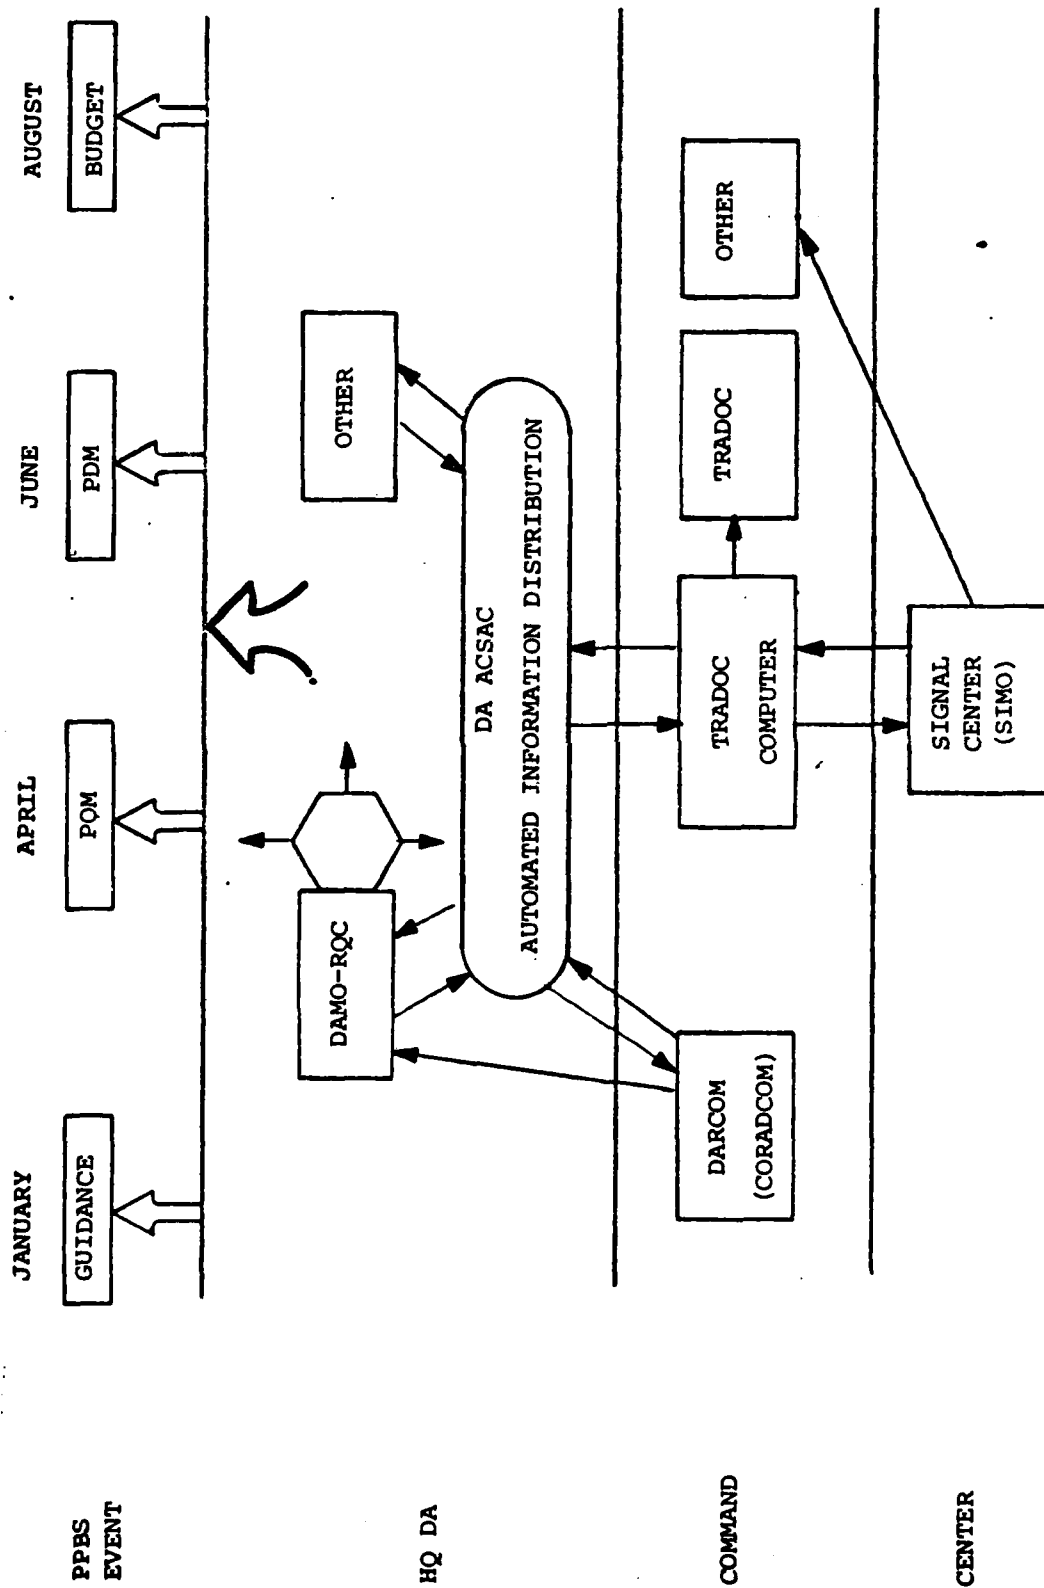 JANUARY
APRIL
JUNE
AUGUST
PPBS
EVENT
GUIDANCE
POM
PDM
BUDGET
HQ DA
DAMO-RQC
OTHER
DA ACSAC
AUTOMATED INFORMATION DISTRIBUTION
COMMAND
DARCOM
(CORADCOM)
TRADOC
COMPUTER
TRADOC
OTHER
CENTER
SIGNAL
CENTER
(SIMO)